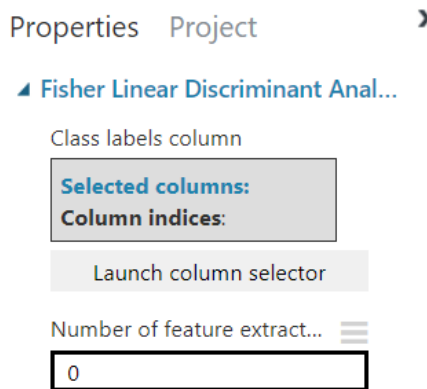 Properties Project
Fisher Linear Discriminant Anal...
Class labels column
Selected columns:
Column indices:
Launch column selector
Number of feature extract...
0